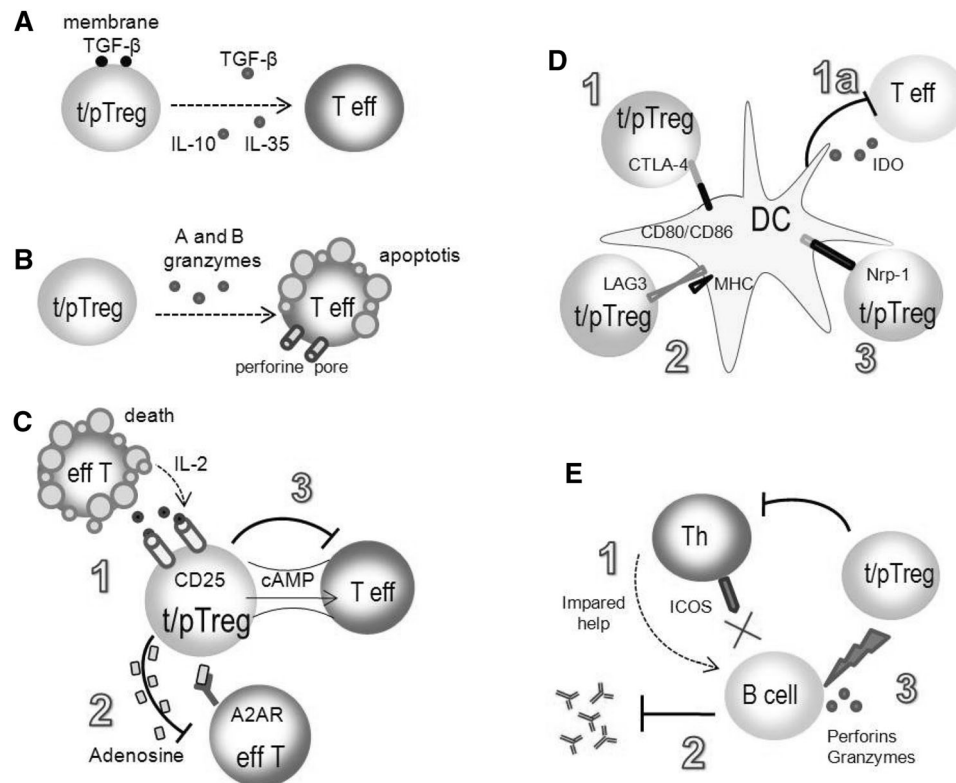 A
membrane
TGF-β
t/pTreg
TGF-β
IL-10
IL-35
T eff
B
t/pTreg
A and B
granzymes
apoptotis
T eff
perforine pore
C
death
eff T
IL-2
1
CD25
t/pTreg
3
cAMP
T eff
2
Adenosine
A2AR
eff T
D
1
t/pTreg
CTLA-4
1a
T eff
IDO
DC
CD80/CD86
LAG3
MHC
t/pTreg
2
Nrp-1
t/pTreg
3
E
Th
1
Impared
help
ICOS
t/pTreg
B cell
3
2
Perforins
Granzymes